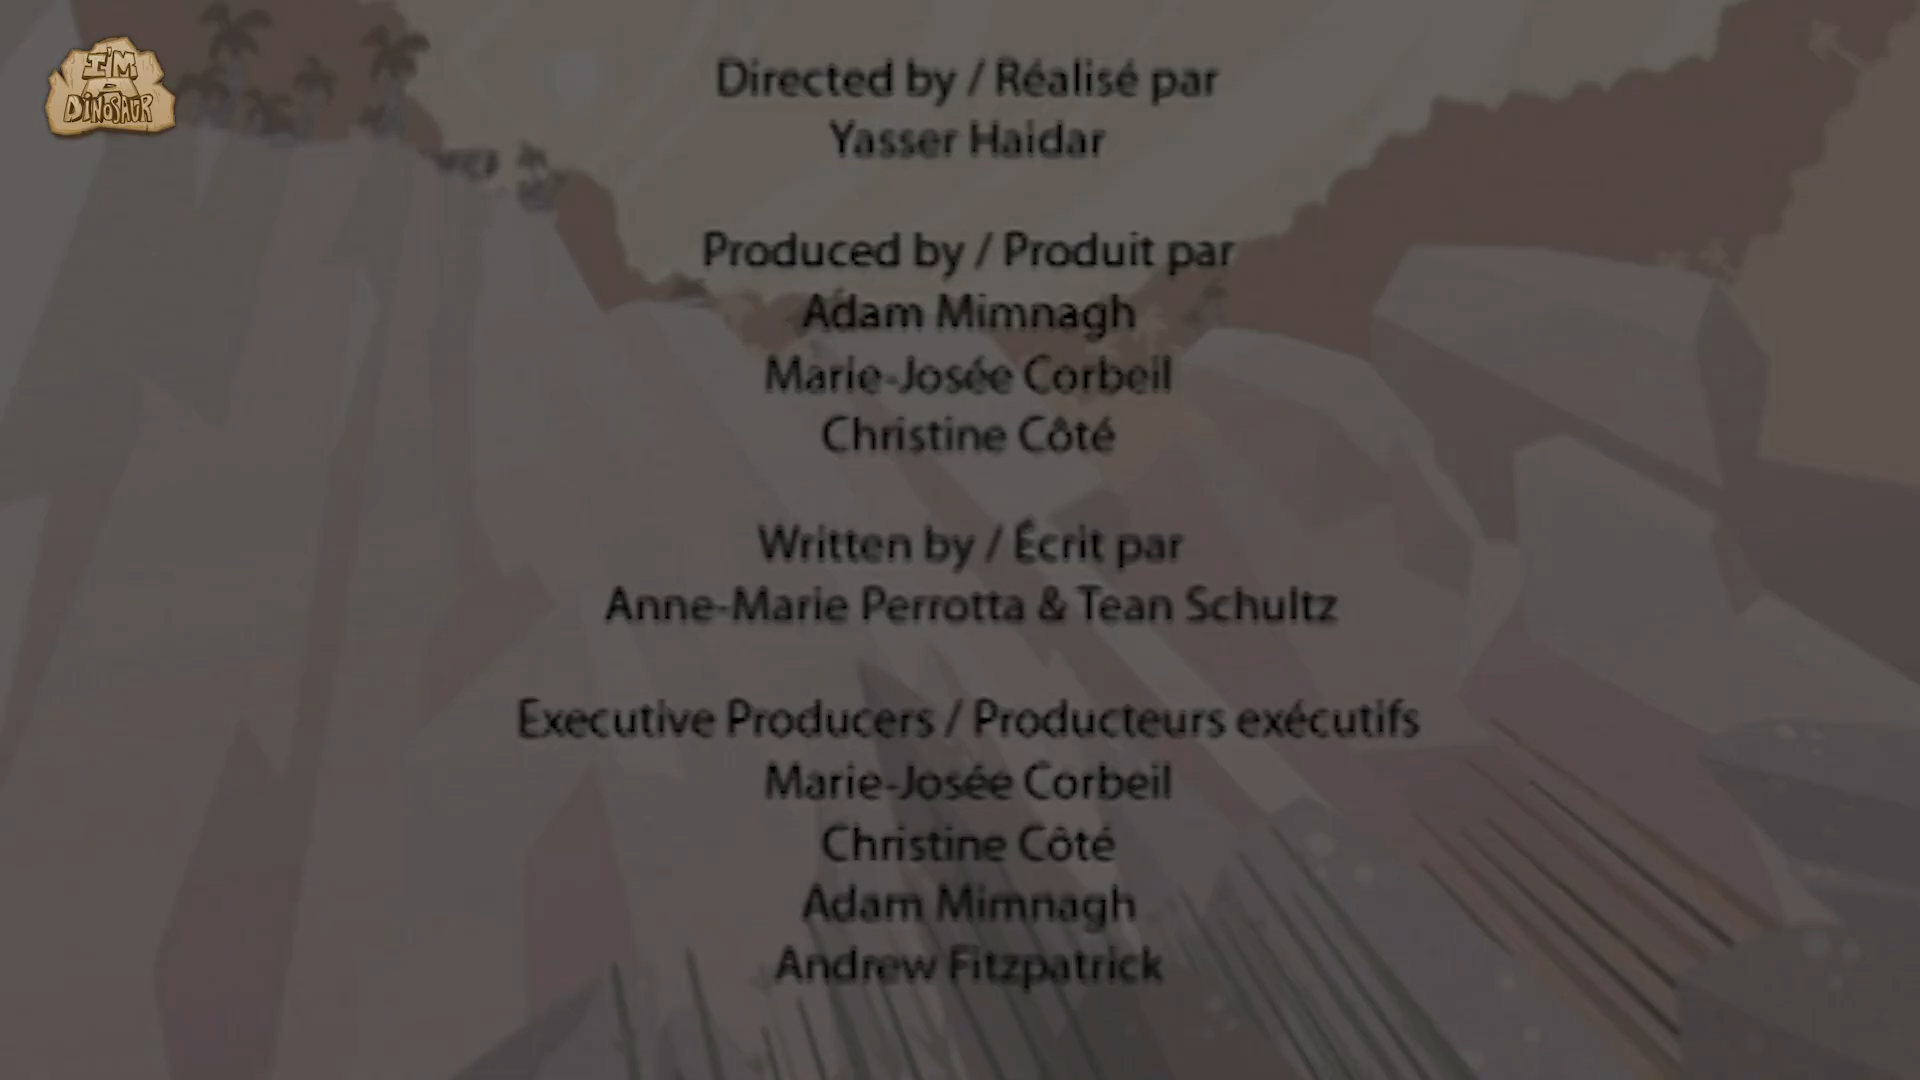 I'M
A
DINOSAUR
Directed by / Réalisé par
Yasser Haidar
Produced by / Produit par
Adam Mimnagh
Marie-Josée Corbeil
Christine Côté
Written by / Écrit par
Anne-Marie Perrotta & Tean Schultz
Executive Producers / Producteurs exécutifs
Marie-Josée Corbeil
Christine Côté
Adam Mimnagh
Andrew Fitzpatrick